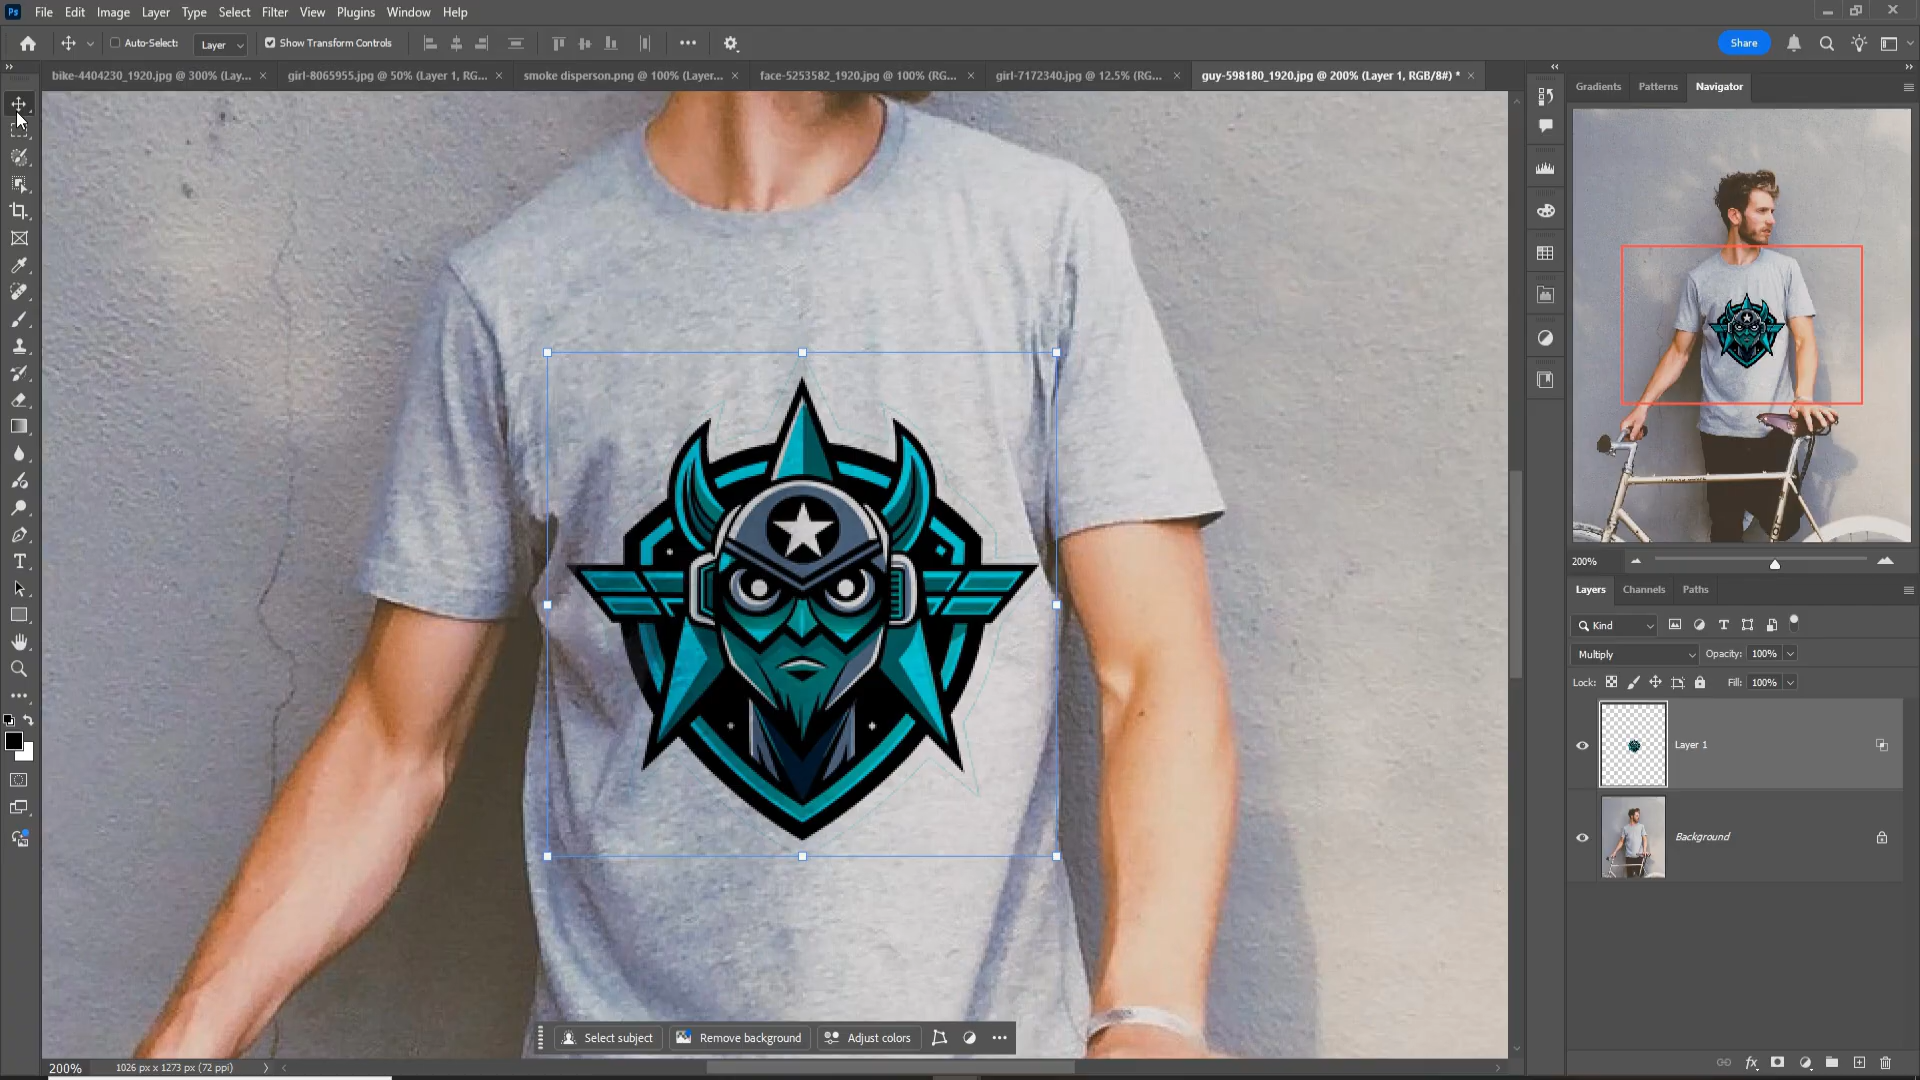 Ps File Edit Image Layer Type Select Filter View Plugins Window Help
Auto-Select: Layer Show Transform Controls Share
bike-4404230_1920.jpg @ 300% (Lay... girl-8065955.jpg @ 50% (Layer 1, RG... smoke disperson.png @ 100% (Layer... face-5253582_1920.jpg @ 100% (RG... girl-7172340.jpg @ 12.5% (RG... guy-598180_1920.jpg @ 200% (Layer 1, RGB/8#) *
Gradients Patterns Navigator
200%
Layers Channels Paths
Kind
Multiply Opacity: 100%
Lock: Fill: 100%
Layer 1
Background
Select subject Remove background Adjust colors
200% 1026 px x 1273 px (72 ppi)